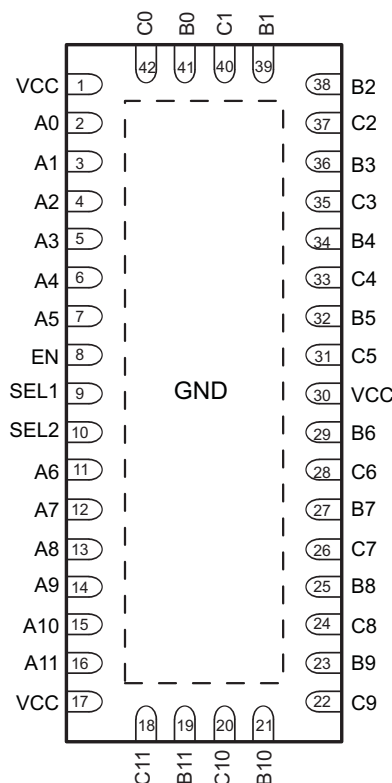 C0 B0 C1 B1
42 41 40 39
VCC 1 38 B2
A0 2 37 C2
A1 3 36 B3
A2 4 35 C3
A3 5 34 B4
A4 6 33 C4
A5 7 32 B5
EN 8 31 C5
SEL1 9 GND 30 VCC
SEL2 10 29 B6
A6 11 28 C6
A7 12 27 B7
A8 13 26 C7
A9 14 25 B8
A10 15 24 C8
A11 16 23 B9
VCC 17 22 C9
18 19 20 21
C11 B11 C10 B10